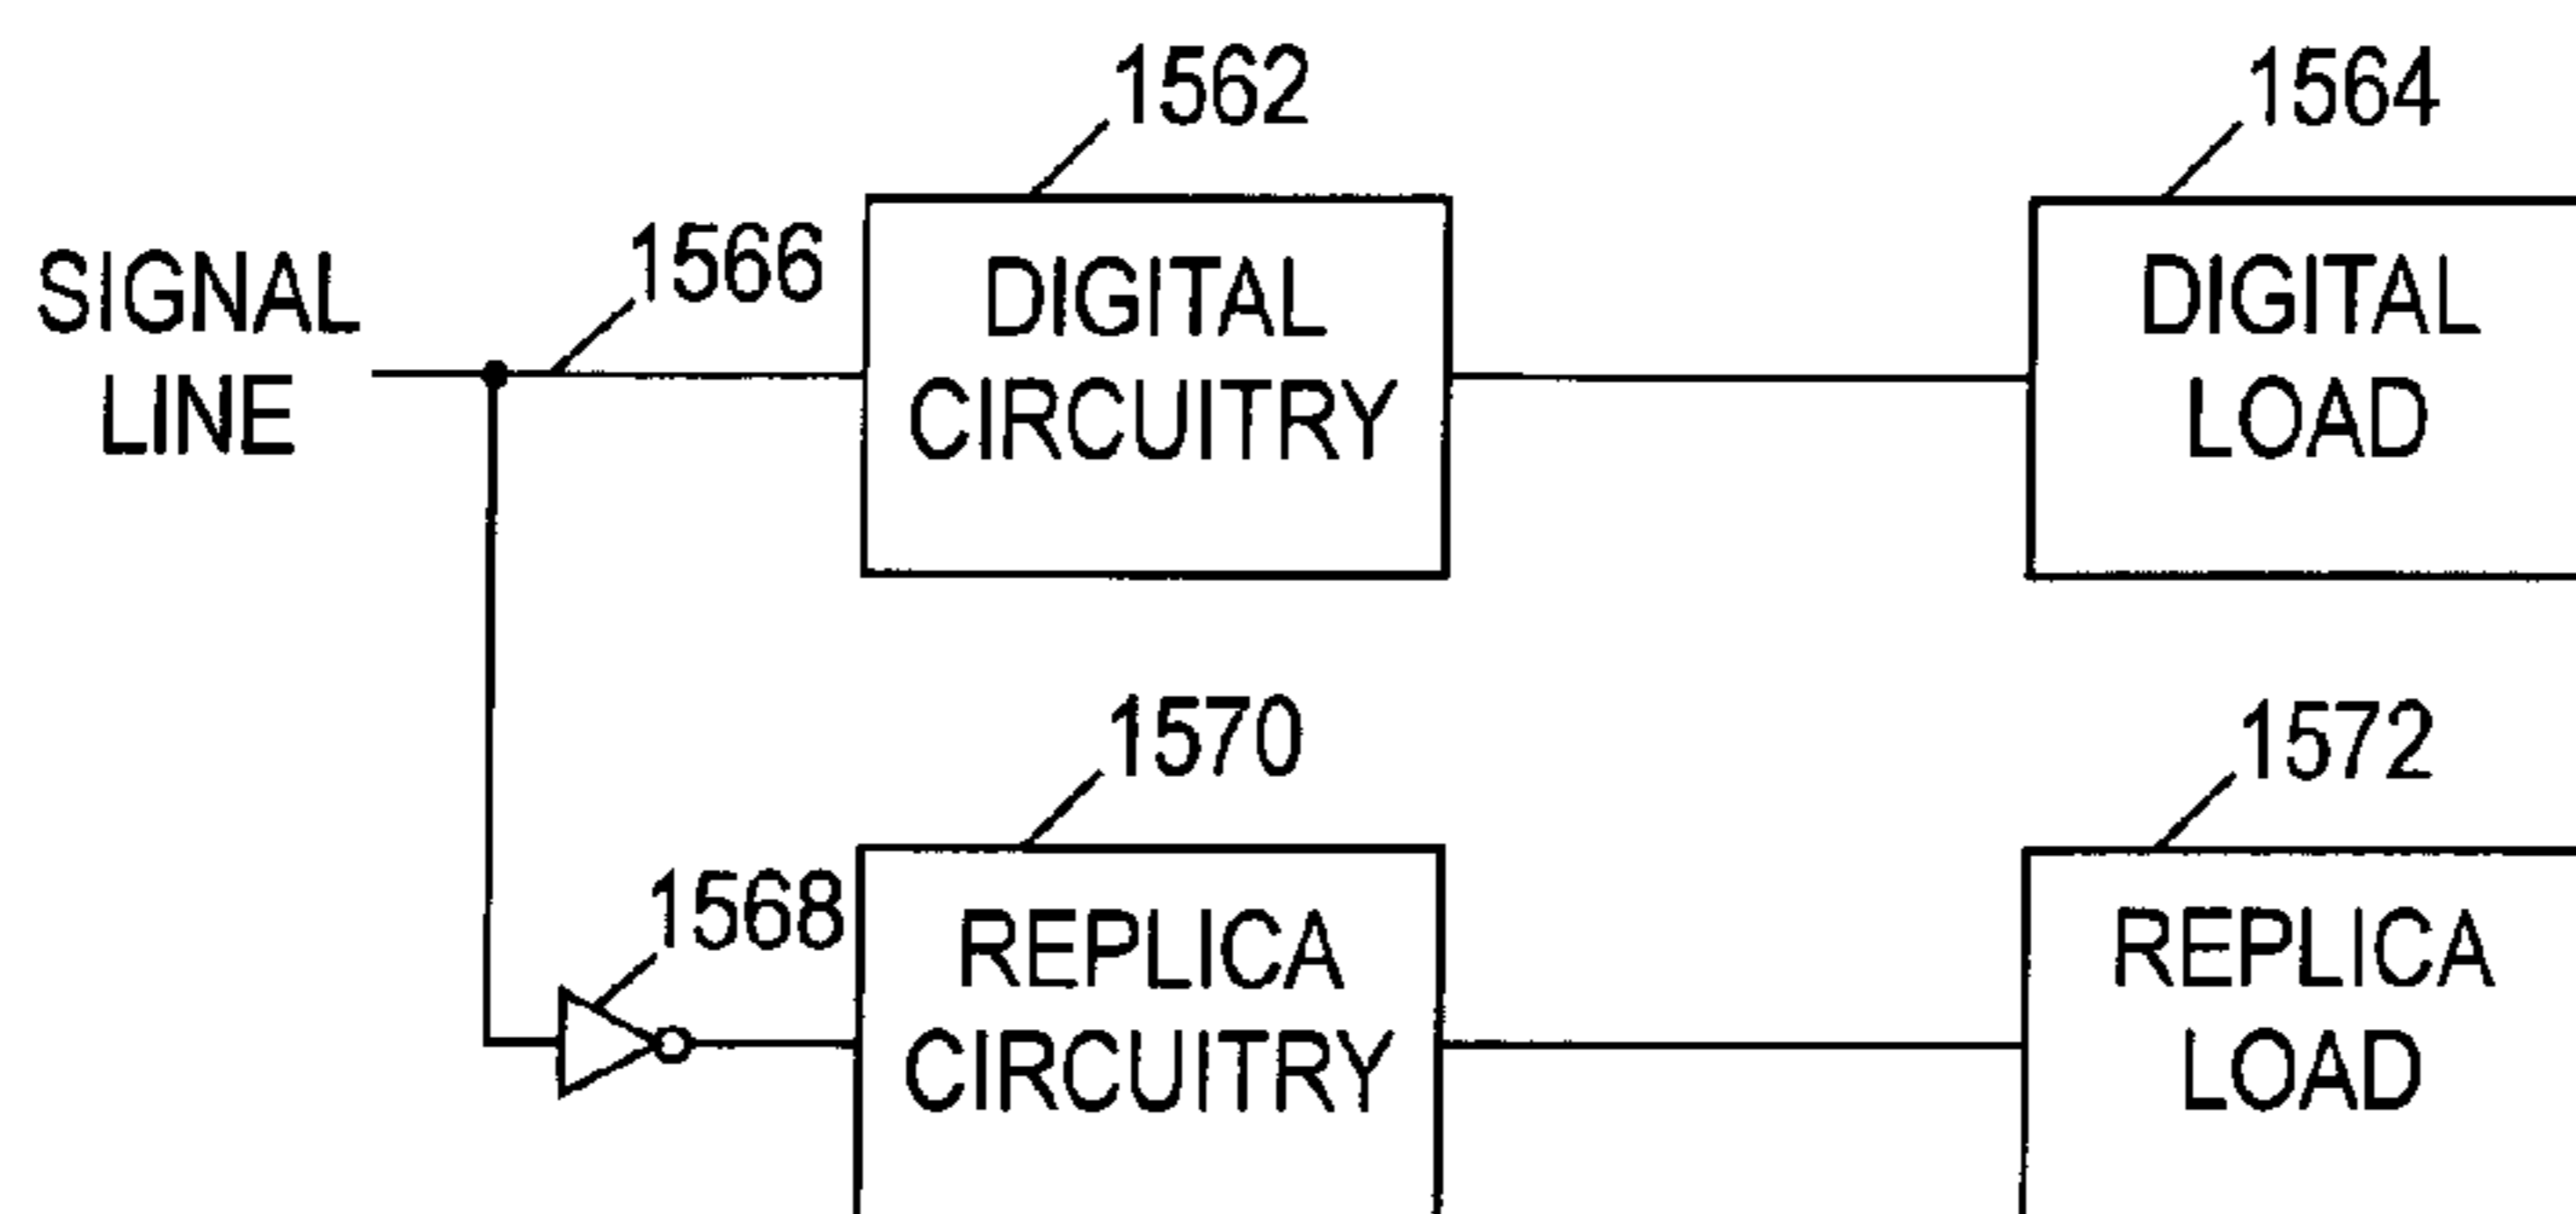 1562
1564
1566
SIGNAL
LINE
DIGITAL
CIRCUITRY
DIGITAL
LOAD
1570
1572
1568
REPLICA
CIRCUITRY
REPLICA
LOAD